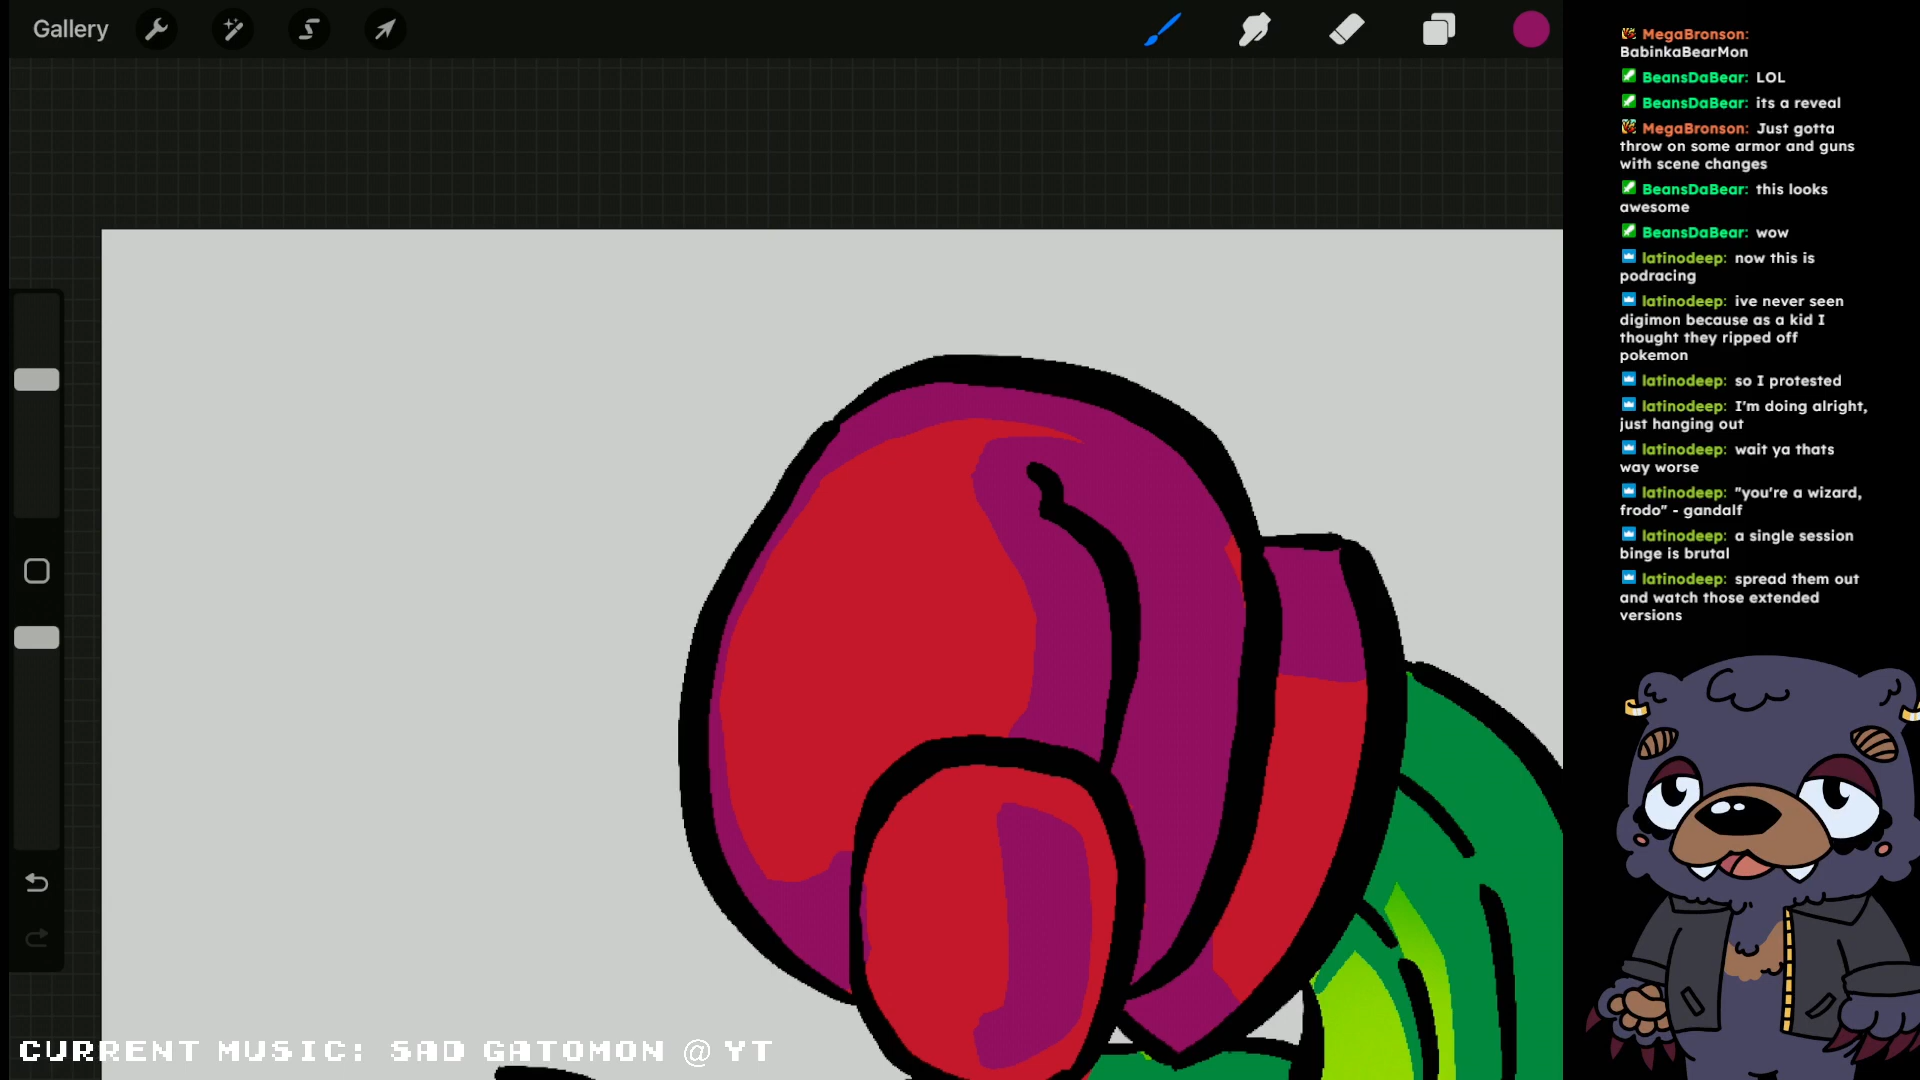 Gallery
MegaBronson:
BabinkaBearMon
BeansDaBear: LOL
BeansDaBear: its a reveal
MegaBronson: Just gotta
throw on some armor and guns
with scene changes
BeansDaBear: this looks
awesome
BeansDaBear: wow
latinodeep: now this is
podracing
latinodeep: ive never seen
digimon because as a kid I
thought they ripped off
pokemon
latinodeep: so I protested
latinodeep: I'm doing alright,
just hanging out
latinodeep: wait ya thats
way worse
latinodeep: "you're a wizard,
frodo" - gandalf
latinodeep: a single session
binge is brutal
latinodeep: spread them out
and watch those extended
versions
CURRENT MUSIC: SAD GATOMON @ YT